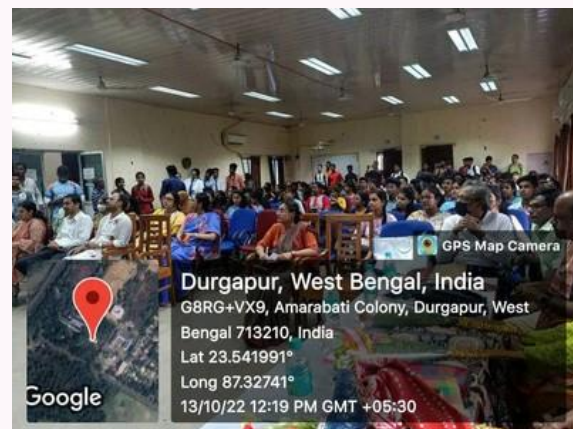 GPS Map Camera
Durgapur, West Bengal, India
G8RG+VX9, Amarabati Colony, Durgapur, West
Bengal 713210, India
Lat 23.541991°
Long 87.32741°
13/10/22 12:19 PM GMT +05:30
Google